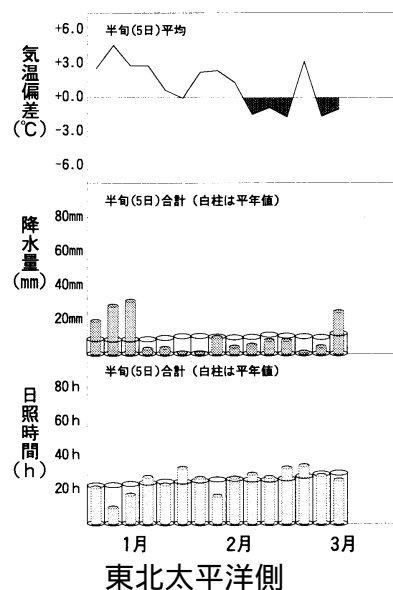 気温偏差
(℃)
半旬(5日)平均
+6.0
+3.0
+0.0
-3.0
-6.0
降水量
(mm)
半旬(5日)合計 (白柱は平年値)
80mm
60mm
40mm
20mm
日照時間
(h)
半旬(5日)合計 (白柱は平年値)
80h
60h
40h
20h
1月 2月 3月
東北太平洋側